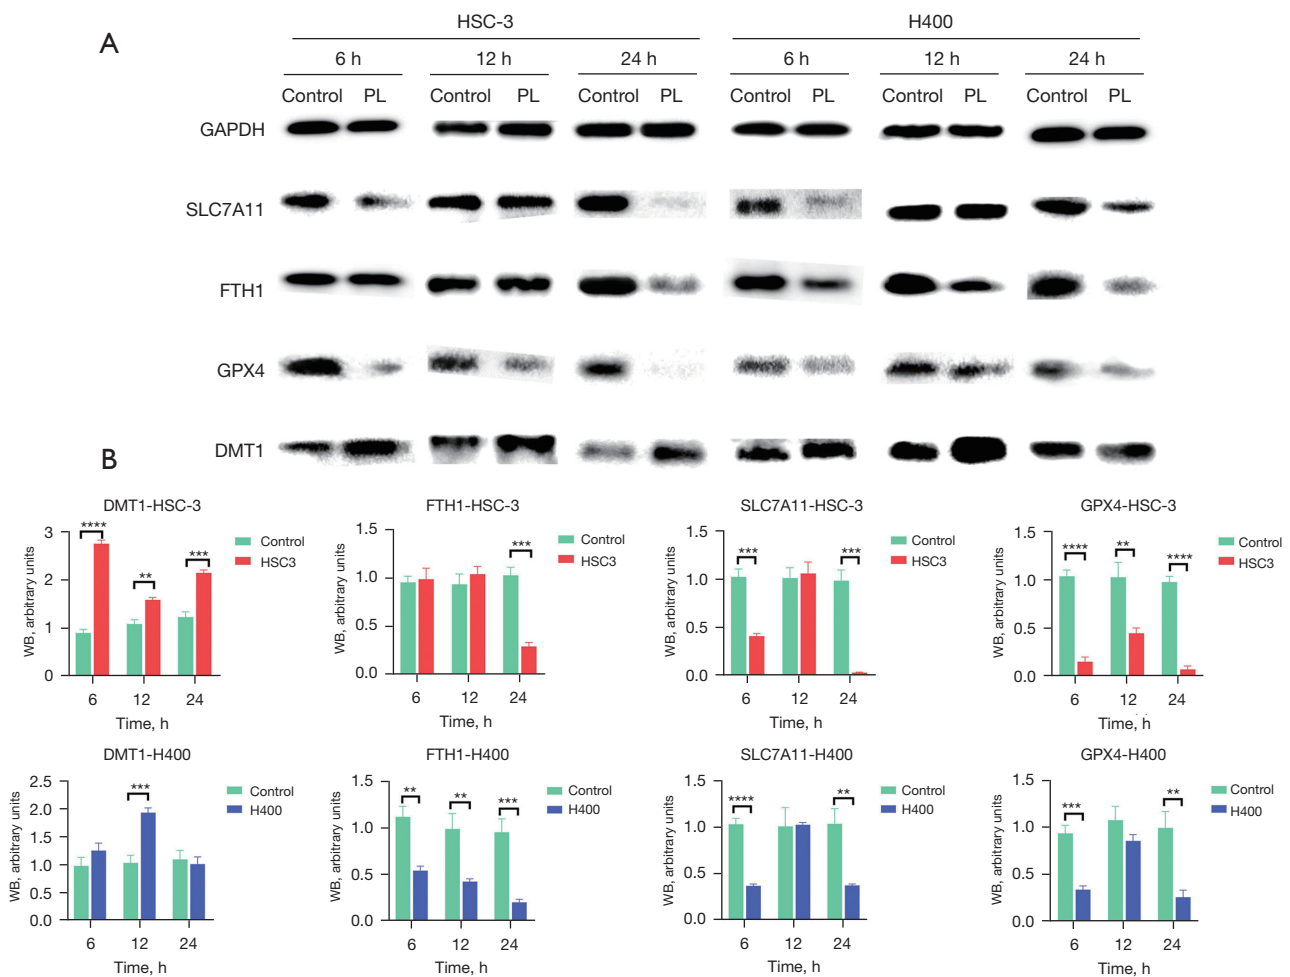 A
HSC-3 H400
6 h 12 h 24 h 6 h 12 h 24 h
Control PL Control PL Control PL Control PL Control PL Control PL
GAPDH
SLC7A11
FTH1
GPX4
DMT1
B
DMT1-HSC-3
WB, arbitrary units
3
2
1
0
****
**
***
Control
HSC3
6 12 24
Time, h
FTH1-HSC-3
WB, arbitrary units
1.5
1.0
0.5
0.0
***
Control
HSC3
6 12 24
Time, h
SLC7A11-HSC-3
WB, arbitrary units
1.5
1.0
0.5
0.0
***
***
Control
HSC3
6 12 24
Time, h
GPX4-HSC-3
WB, arbitrary units
1.5
1.0
0.5
0.0
****
**
****
Control
HSC3
6 12 24
Time, h
DMT1-H400
WB, arbitrary units
2.5
2.0
1.5
1.0
0.5
0.0
***
Control
H400
6 12 24
Time, h
FTH1-H400
WB, arbitrary units
1.5
1.0
0.5
0.0
**
**
***
Control
H400
6 12 24
Time, h
SLC7A11-H400
WB, arbitrary units
1.5
1.0
0.5
0.0
****
**
Control
H400
6 12 24
Time, h
GPX4-H400
WB, arbitrary units
1.5
1.0
0.5
0.0
***
**
Control
H400
6 12 24
Time, h